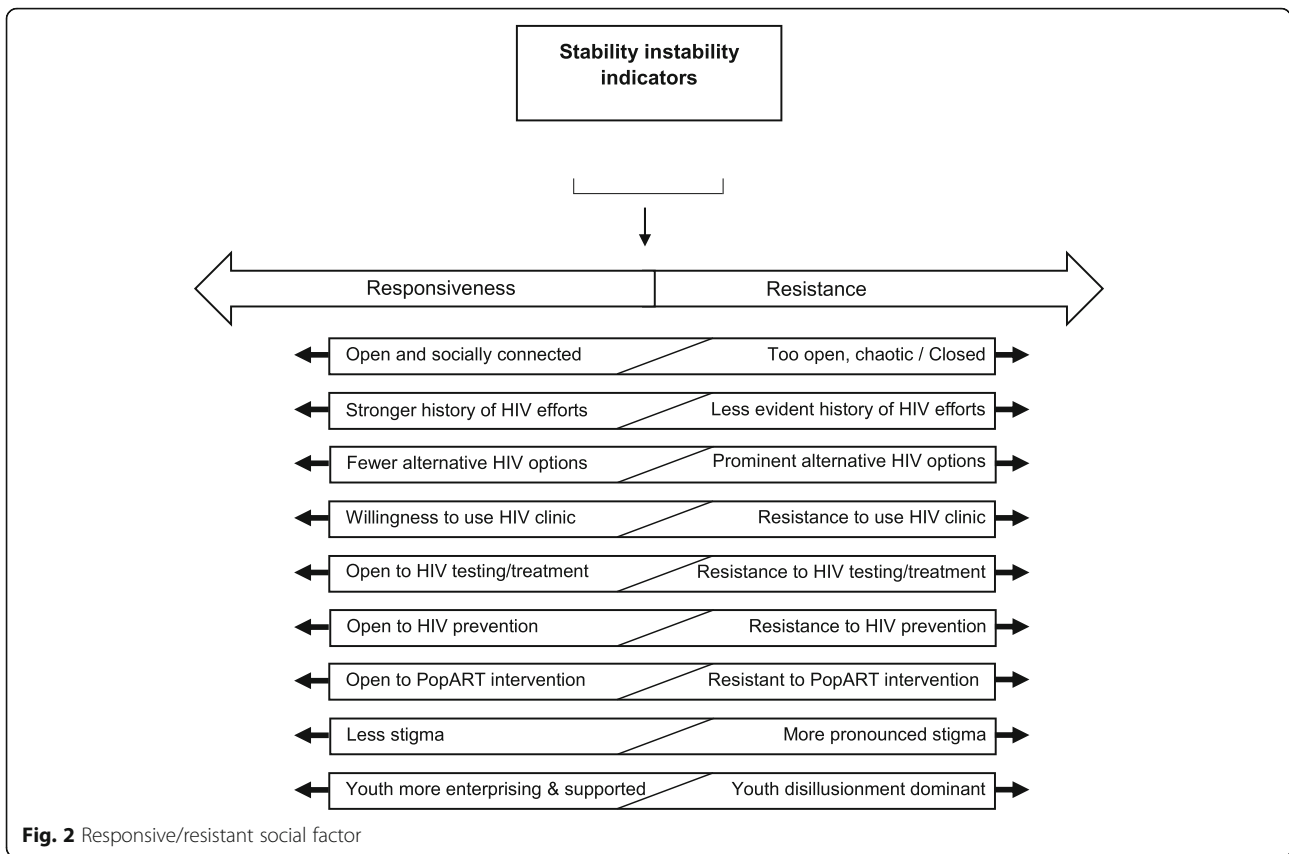 Stability instability
indicators
Responsiveness Resistance
Open and socially connected Too open, chaotic / Closed
Stronger history of HIV efforts Less evident history of HIV efforts
Fewer alternative HIV options Prominent alternative HIV options
Willingness to use HIV clinic Resistance to use HIV clinic
Open to HIV testing/treatment Resistance to HIV testing/treatment
Open to HIV prevention Resistance to HIV prevention
Open to PopART intervention Resistant to PopART intervention
Less stigma More pronounced stigma
Youth more enterprising & supported Youth disillusionment dominant
Fig. 2 Responsive/resistant social factor